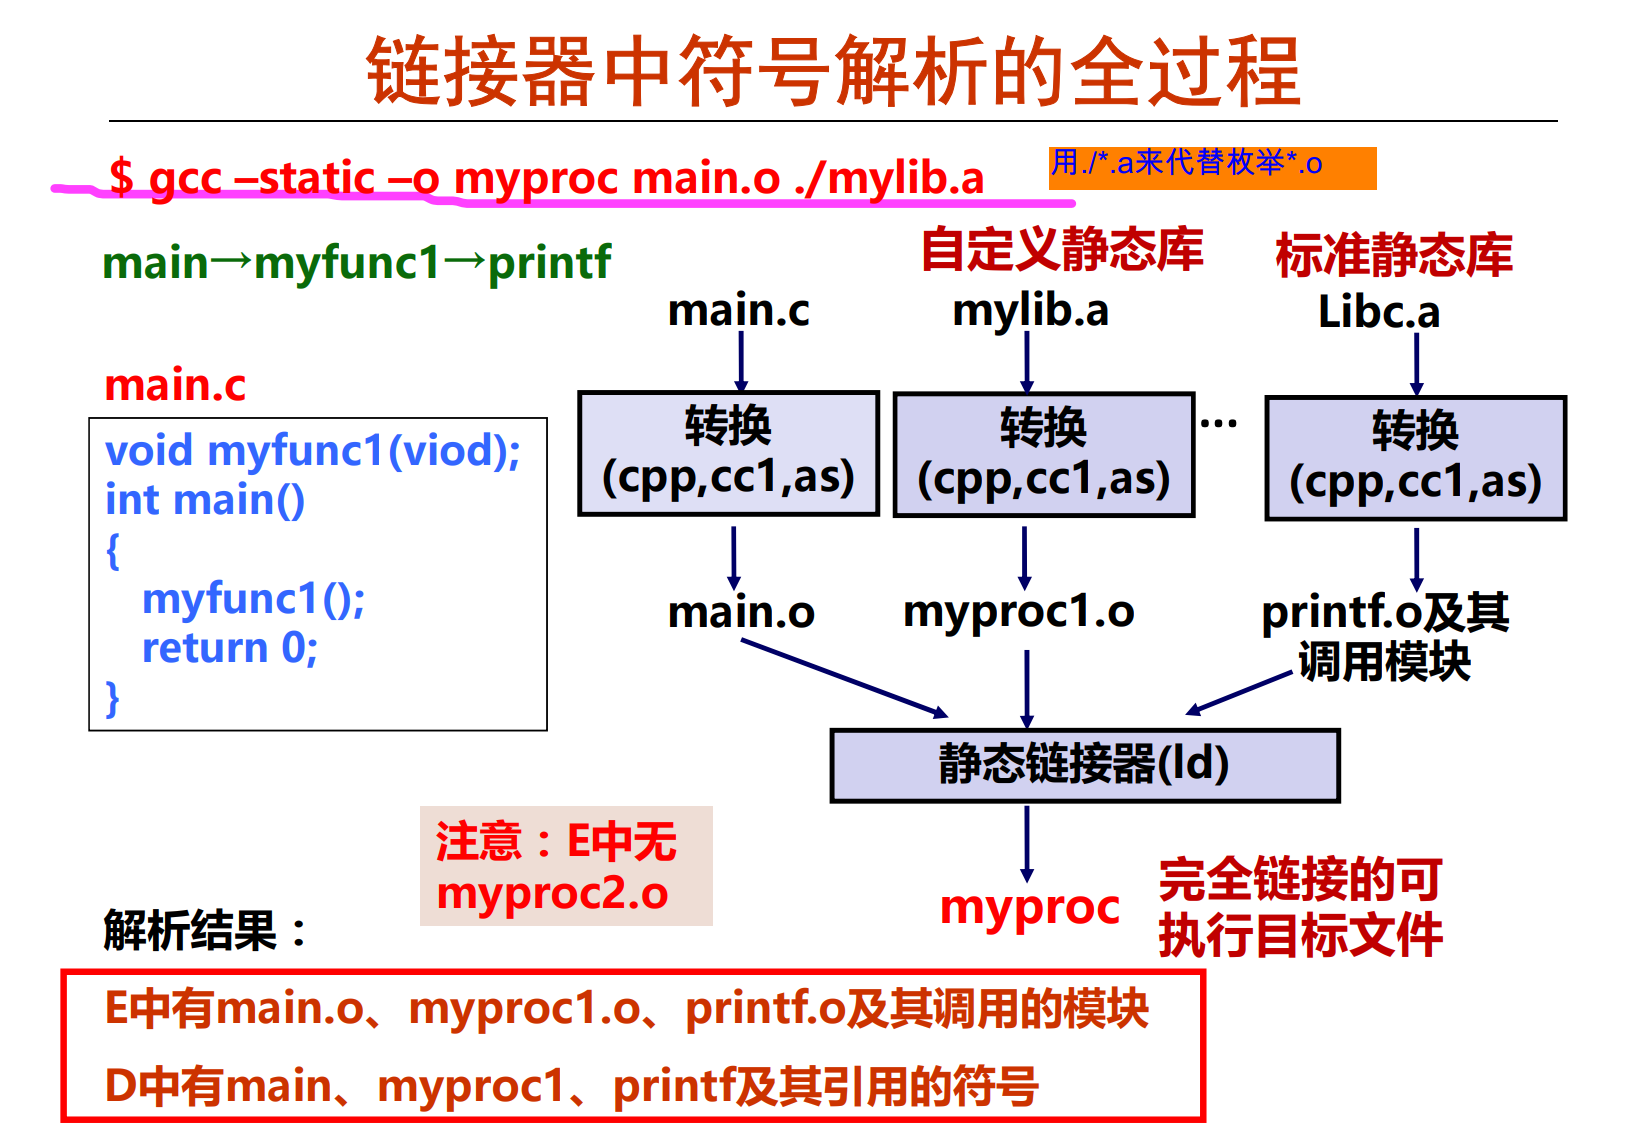 链接器中符号解析的全过程
$ gcc –static –o myproc main.o ./mylib.a
用./*.a来代替枚举*.o
main→myfunc1→printf
自定义静态库
标准静态库
main.c
mylib.a
Libc.a
main.c
转换
(cpp,cc1,as)
转换
(cpp,cc1,as)
...
转换
(cpp,cc1,as)
void myfunc1(viod);
int main()
{
myfunc1();
return 0;
}
main.o
myproc1.o
printf.o及其
调用模块
静态链接器(ld)
注意：E中无
myproc2.o
myproc
完全链接的可
执行目标文件
解析结果：
E中有main.o、myproc1.o、printf.o及其调用的模块
D中有main、myproc1、printf及其引用的符号